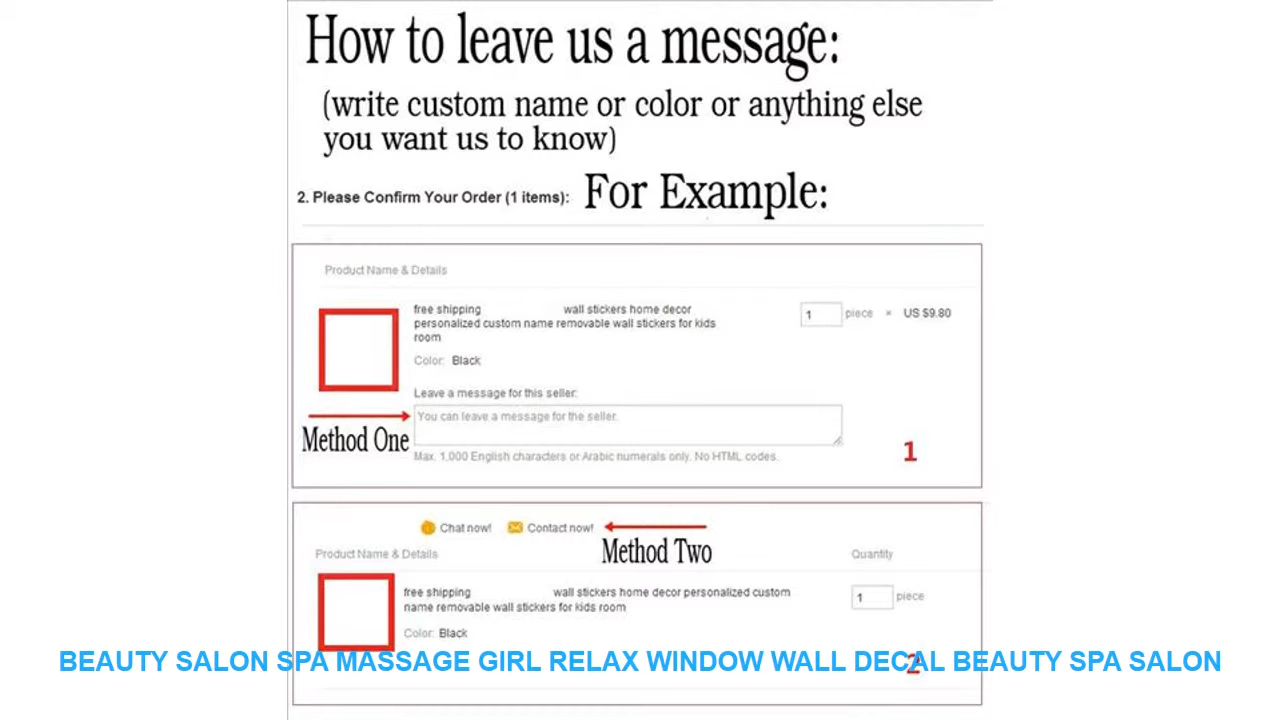 How to leave us a message:
(write custom name or color or anything else
you want us to know)
2. Please Confirm Your Order (1 items): For Example:
Product Name & Details
free shipping wall stickers home decor
personalized custom name removable wall stickers for kids
room
1 piece × US $9.80
Color: Black
Leave a message for this seller:
You can leave a message for the seller.
Method One
Max. 1,000 English characters or Arabic numerals only. No HTML codes.
1
Chat now! Contact now!
Method Two
Product Name & Details Quantity
free shipping wall stickers home decor personalized custom
name removable wall stickers for kids room
1 piece
Color: Black
2
BEAUTY SALON SPA MASSAGE GIRL RELAX WINDOW WALL DECAL BEAUTY SPA SALON